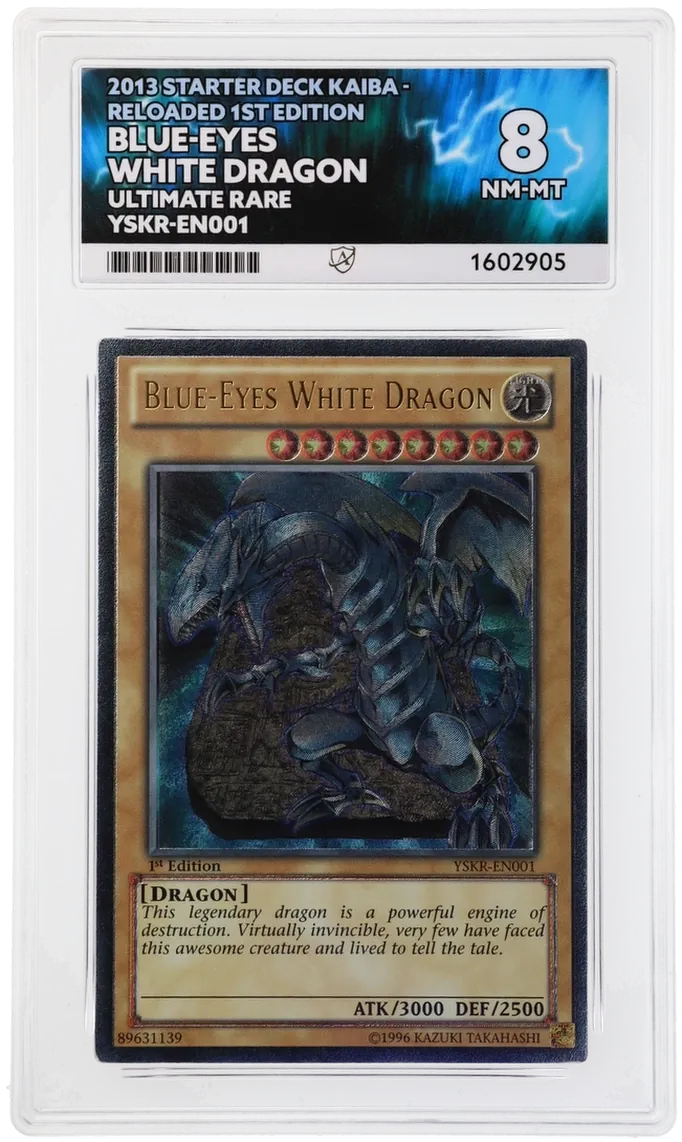 2013 STARTER DECK KAIBA -
RELOADED 1ST EDITION
BLUE-EYES
WHITE DRAGON
ULTIMATE RARE
YSKR-EN001
8
NM-MT
A
1602905
BLUE-EYES WHITE DRAGON
LIGHT
光
1st Edition
YSKR-EN001
[DRAGON]
This legendary dragon is a powerful engine of
destruction. Virtually invincible, very few have faced
this awesome creature and lived to tell the tale.
ATK/3000 DEF/2500
89631139
©1996 KAZUKI TAKAHASHI